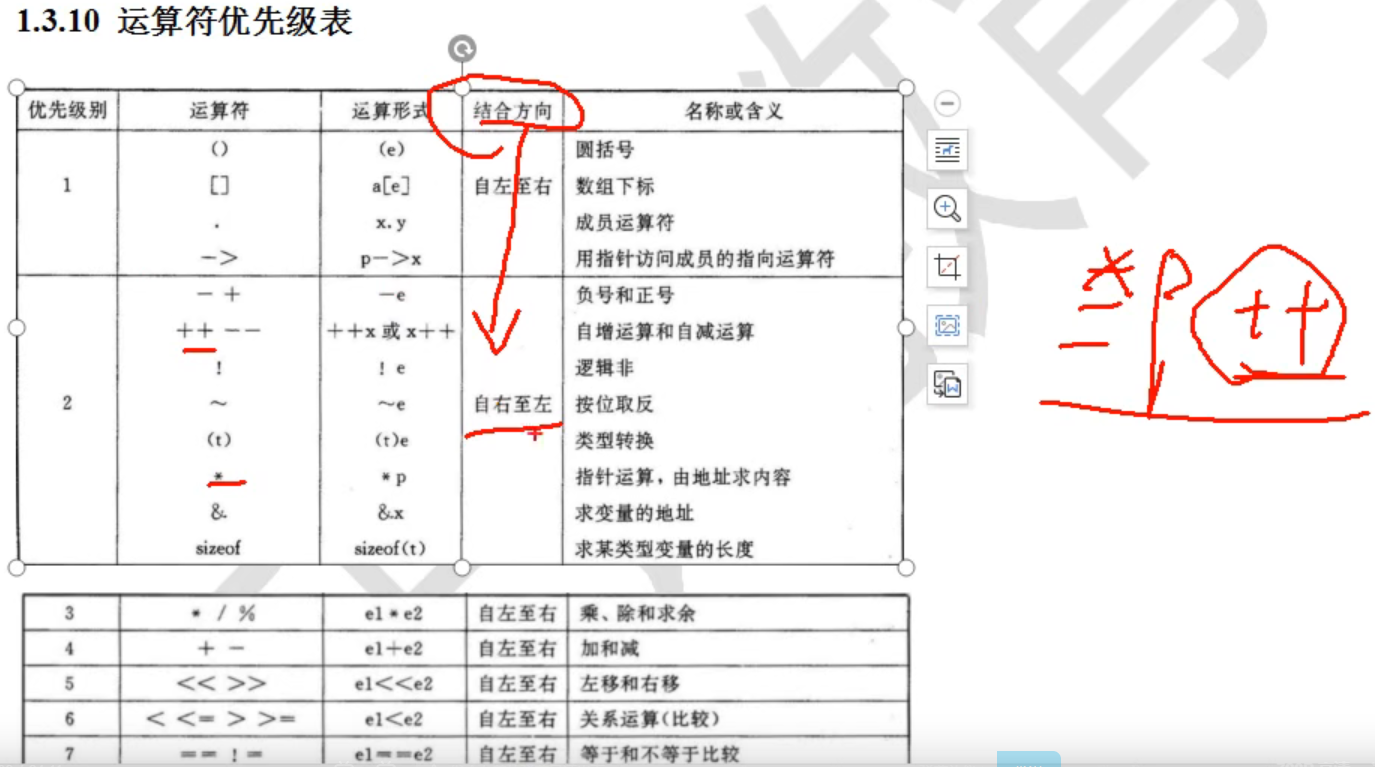 1.3.10 运算符优先级表
优先级别 运算符 运算形式 结合方向 名称或含义
1 () (e) 自左至右 圆括号
[] a[e] 数组下标
. x.y 成员运算符
—> p—>x 用指针访问成员的指向运算符
2 — + —e 自右至左 负号和正号
++ —— ++x 或 x++ 自增运算和自减运算
! ! e 逻辑非
~ ~e 按位取反
(t) (t)e 类型转换
* *p 指针运算，由地址求内容
& &x 求变量的地址
sizeof sizeof(t) 求某类型变量的长度
3 * / % e1*e2 自左至右 乘、除和求余
4 + — e1+e2 自左至右 加和减
5 << >> e1<<e2 自左至右 左移和右移
6 < <= > >= e1<e2 自左至右 关系运算(比较)
7 == != e1==e2 自左至右 等于和不等于比较
*p++